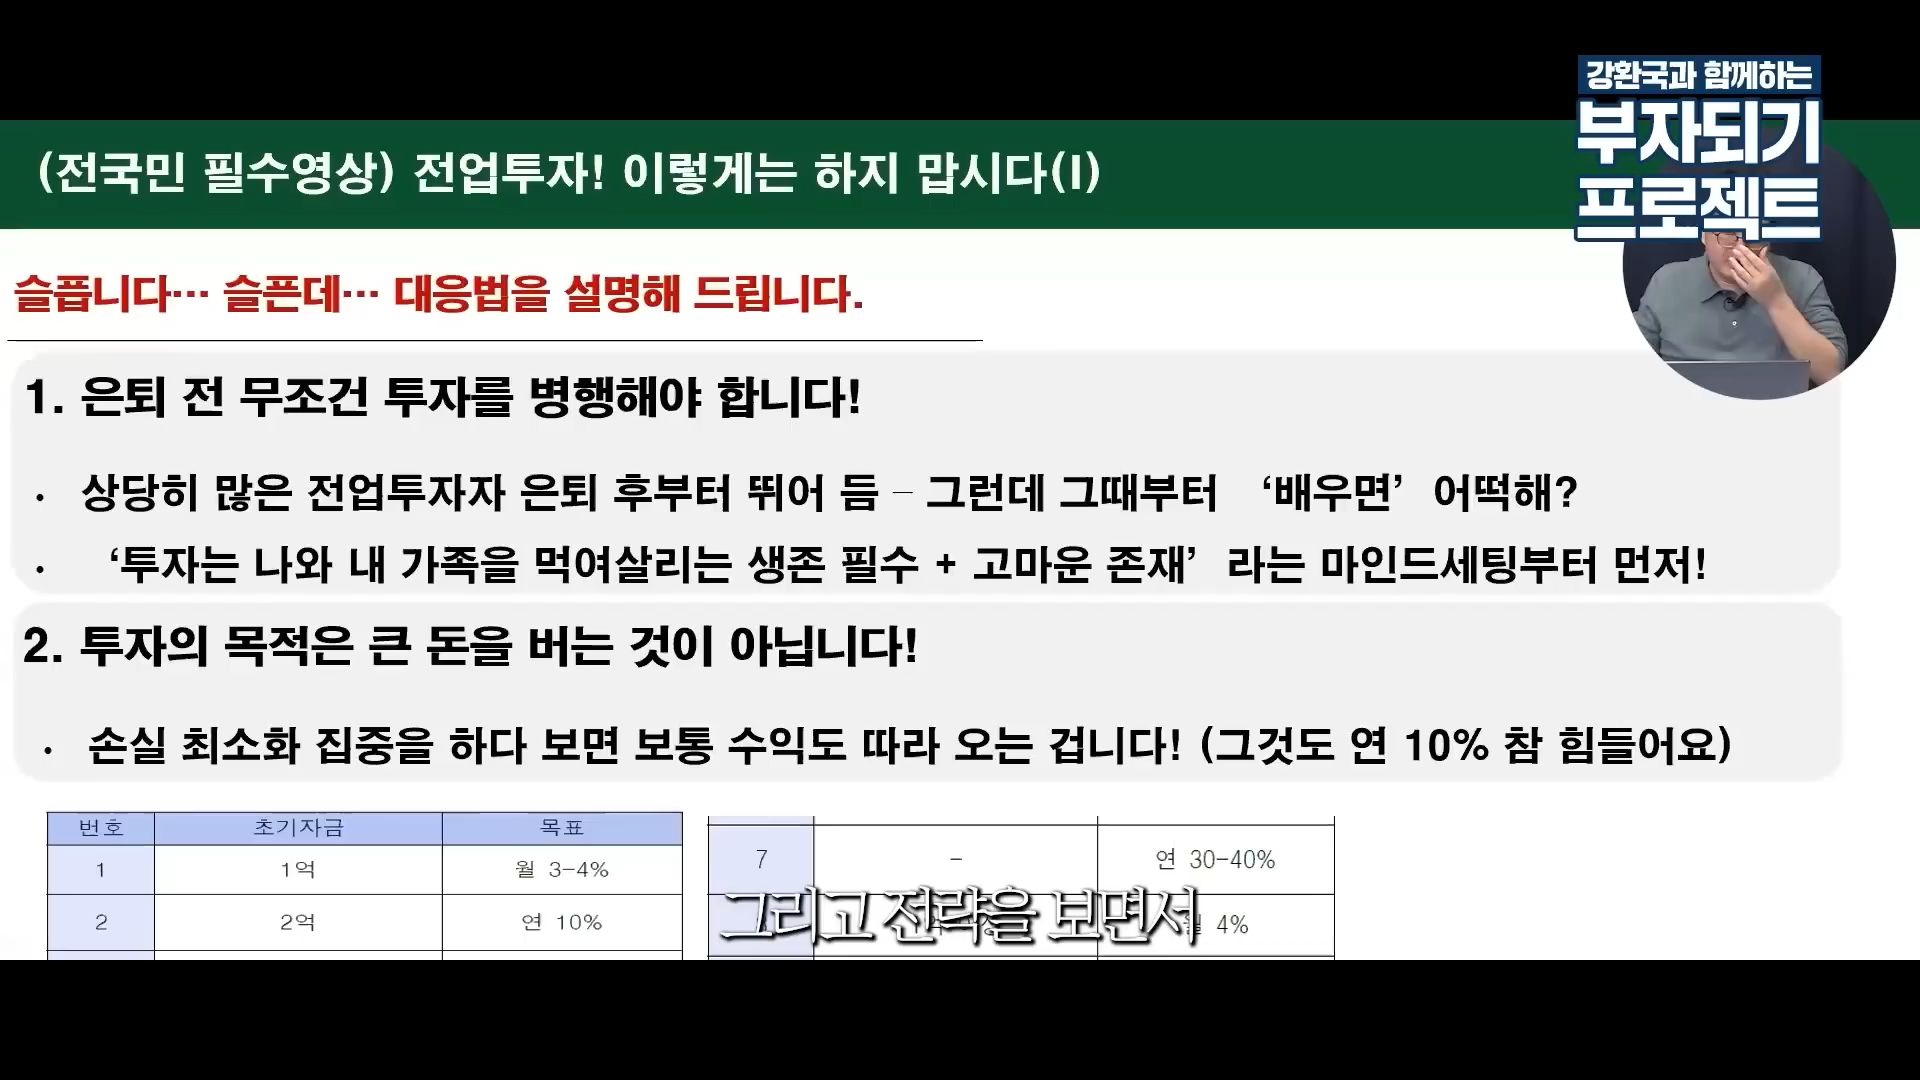 강환국과 함께하는
부자되기
프로젝트
(전국민 필수영상) 전업투자! 이렇게는 하지 맙시다(I)
슬픕니다… 슬픈데… 대응법을 설명해 드립니다.
1. 은퇴 전 무조건 투자를 병행해야 합니다!
· 상당히 많은 전업투자자 은퇴 후부터 뛰어 듬 – 그런데 그때부터 ‘배우면’ 어떡해?
· ‘투자는 나와 내 가족을 먹여살리는 생존 필수 + 고마운 존재’ 라는 마인드세팅부터 먼저!
2. 투자의 목적은 큰 돈을 버는 것이 아닙니다!
· 손실 최소화 집중을 하다 보면 보통 수익도 따라 오는 겁니다! (그것도 연 10% 참 힘들어요)
번호 초기자금 목표
1 1억 월 3-4%
2 2억 연 10%
7 - 연 30-40%
월 4%
그리고 전략을 보면서